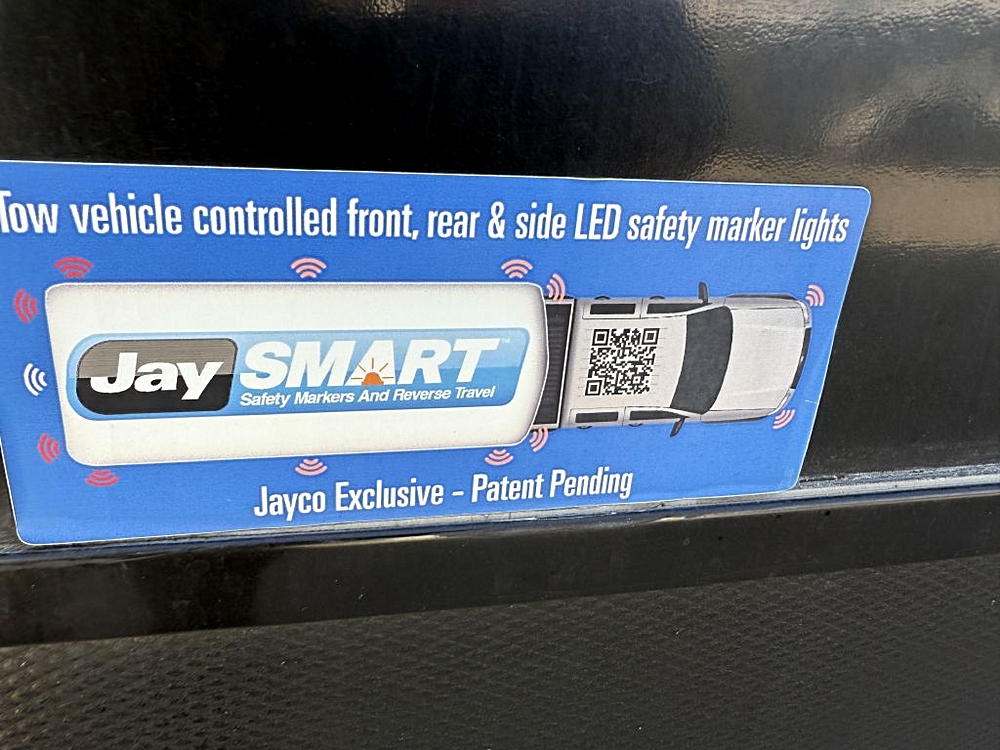 Tow vehicle controlled front, rear & side LED safety marker lights
Jay SMART™
Safety Markers And Reverse Travel
Jayco Exclusive - Patent Pending